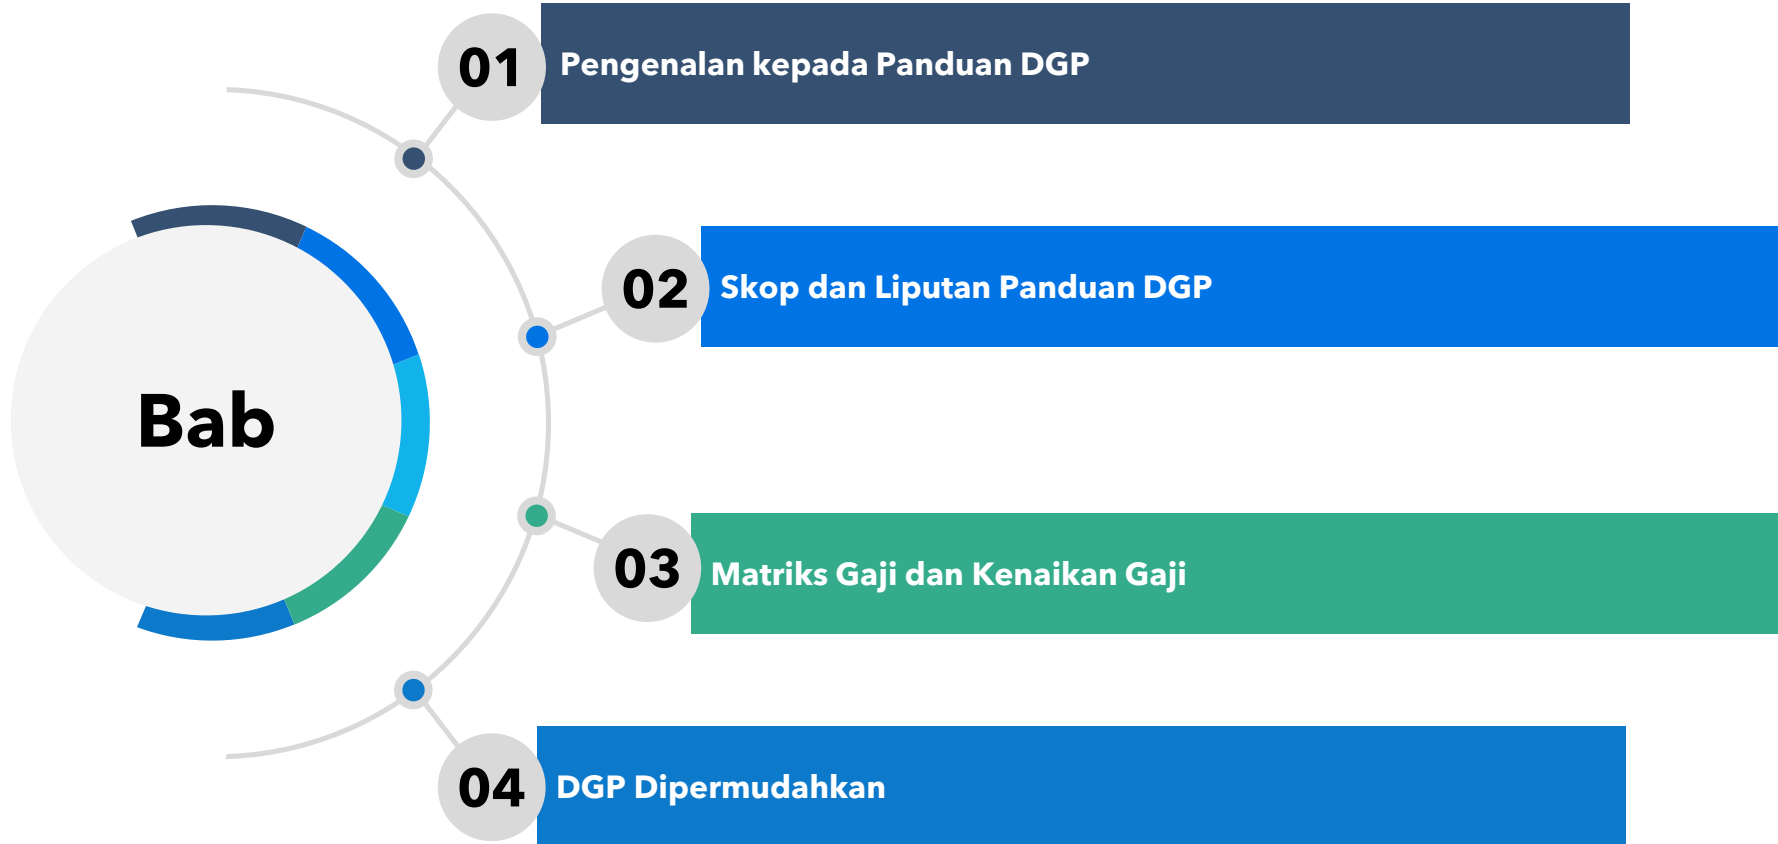 Bab
01
Pengenalan kepada Panduan DGP
02
Skop dan Liputan Panduan DGP
03
Matriks Gaji dan Kenaikan Gaji
04
DGP Dipermudahkan